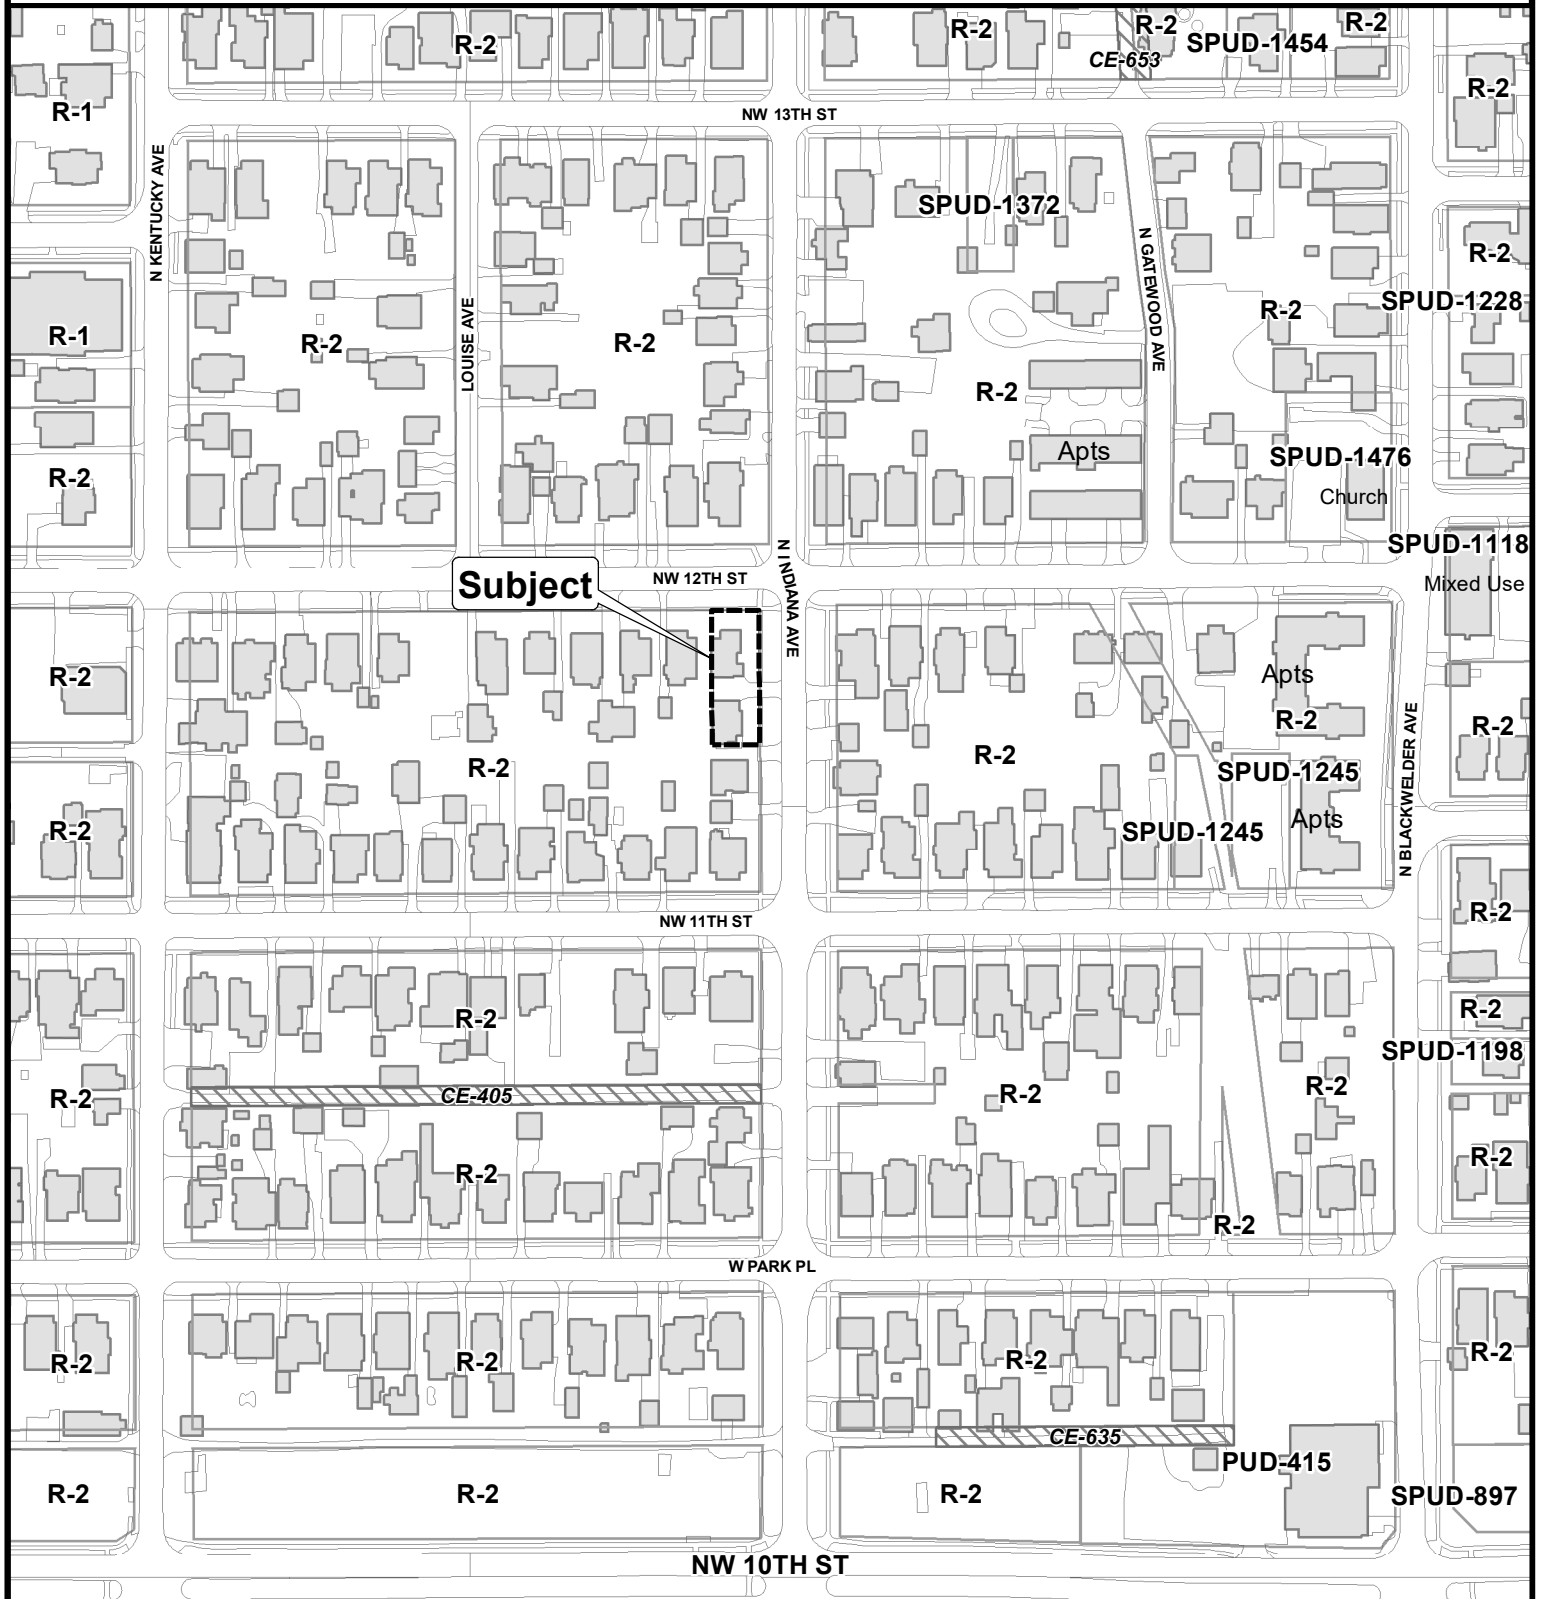 R-2
R-2
R-2
R-2
SPUD-1454
CE-653
R-2
R-1
NW 13TH ST
N KENTUCKY AVE
SPUD-1372
N GATEWOOD AVE
R-2
SPUD-1228
R-2
R-1
R-2
LOUISE AVE
R-2
R-2
Apts
SPUD-1476
R-2
Church
SPUD-1118
N INDIANA AVE
NW 12TH ST
Subject
Mixed Use
R-2
Apts
R-2
R-2
N BLACKWELDER AVE
R-2
R-2
SPUD-1245
R-2
SPUD-1245
Apts
R-2
NW 11TH ST
R-2
R-2
SPUD-1198
R-2
CE-405
R-2
R-2
R-2
R-2
R-2
W PARK PL
R-2
R-2
R-2
R-2
CE-635
PUD-415
R-2
R-2
R-2
SPUD-897
NW 10TH ST